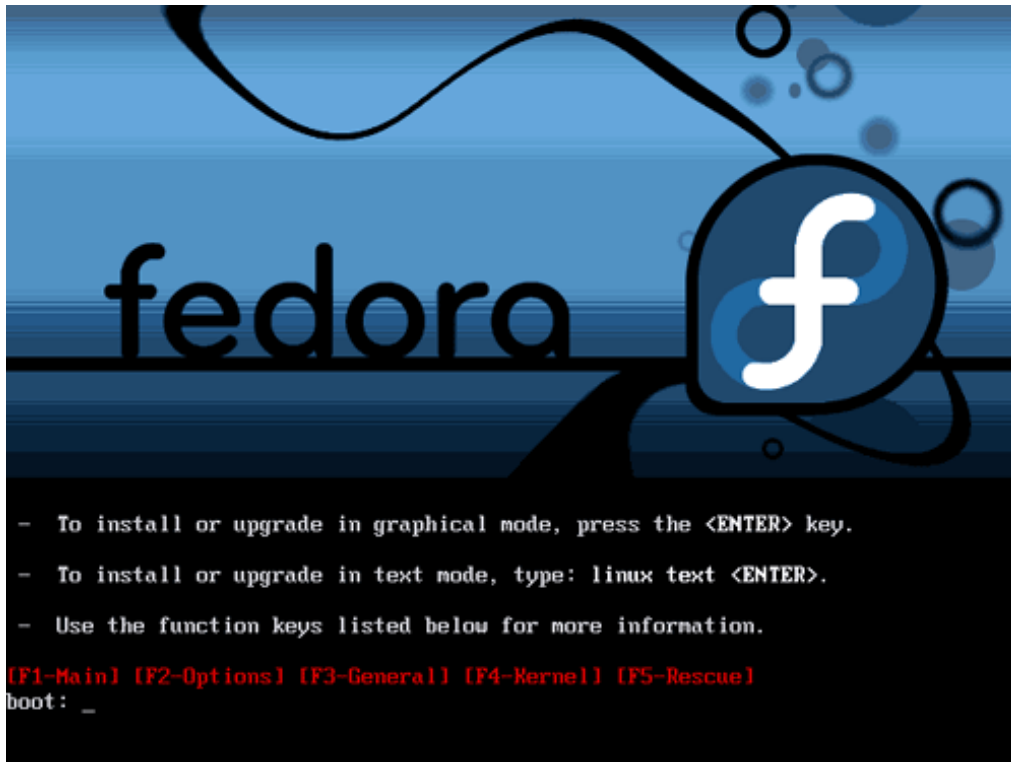 fedora f
- To install or upgrade in graphical mode, press the <ENTER> key.
- To install or upgrade in text mode, type: linux text <ENTER>.
- Use the function keys listed below for more information.
[F1-Main] [F2-Options] [F3-General] [F4-Kernel] [F5-Rescue]
boot: _